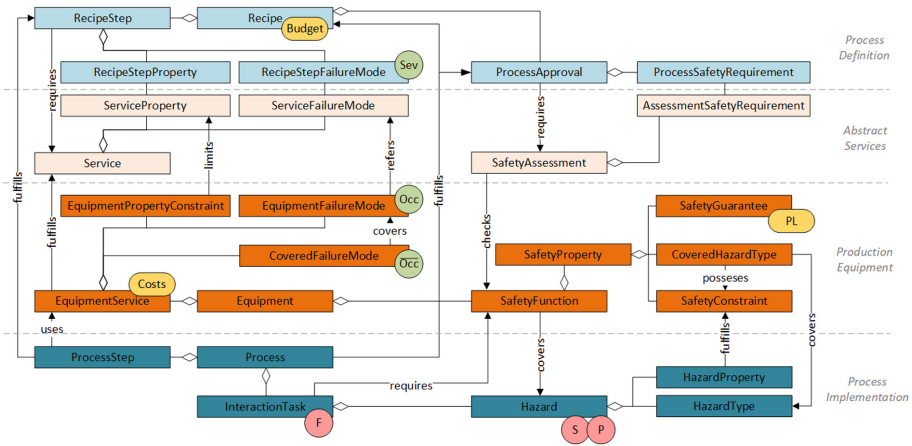 RecipeStep
Recipe
Budget
RecipeStepProperty
RecipeStepFailureMode
Sev
ProcessApproval
ProcessSafetyRequirement
Process
Definition
requires
ServiceProperty
ServiceFailureMode
AssessmentSafetyRequirement
requires
Abstract
Services
Service
limits
refers
SafetyAssessment
fulfills
fulfills
fulfills
EquipmentPropertyConstraint
EquipmentFailureMode
Occ
SafetyGuarantee
PL
covers
checks
CoveredFailureMode
Occ
SafetyProperty
CoveredHazardType
Production
Equipment
posseses
Costs
EquipmentService
Equipment
SafetyFunction
SafetyConstraint
uses
covers
fulfills
covers
ProcessStep
Process
requires
HazardProperty
Process
Implementation
InteractionTask
F
Hazard
S
P
HazardType